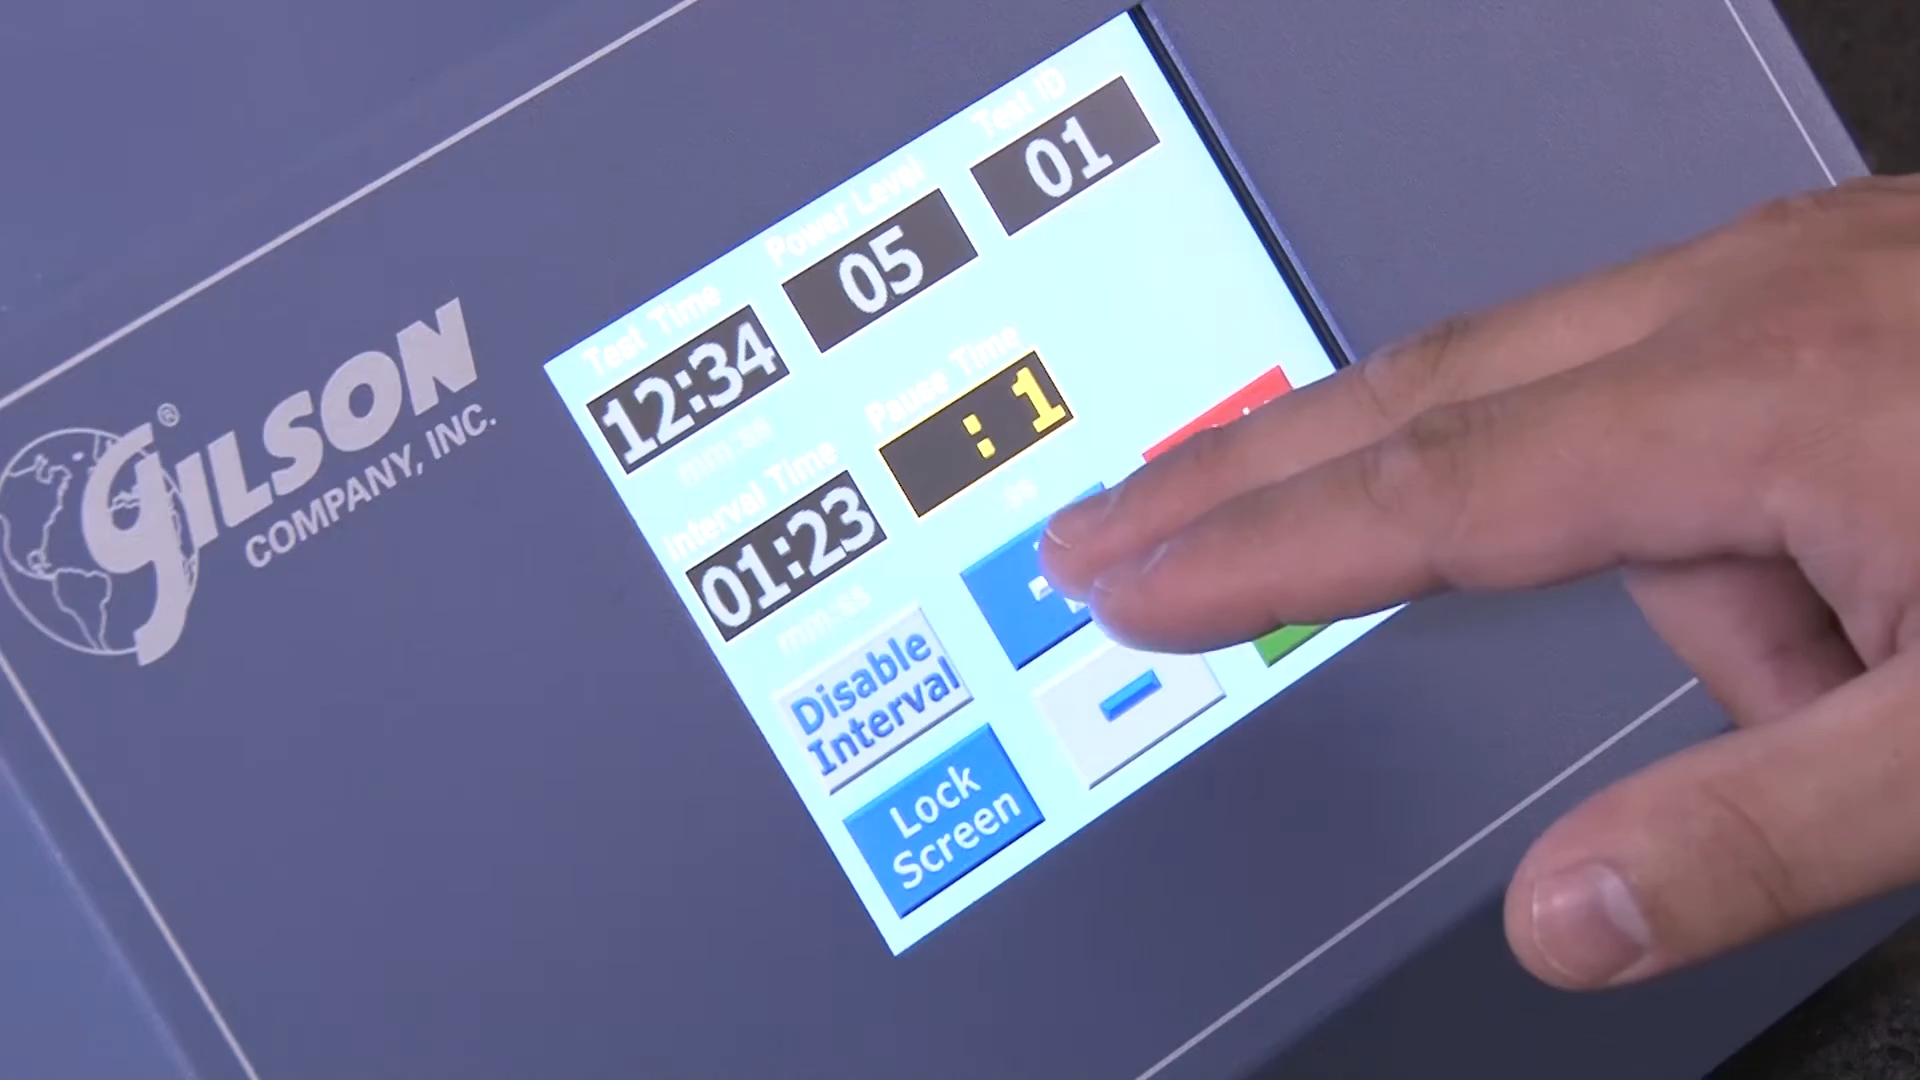 GILSON®
COMPANY, INC.
Test Time
12:34
mm:ss
Power Level
05
Test ID
01
Interval Time
01:23
mm:ss
Pause Time
: 1
ss
Disable
Interval
Lock
Screen